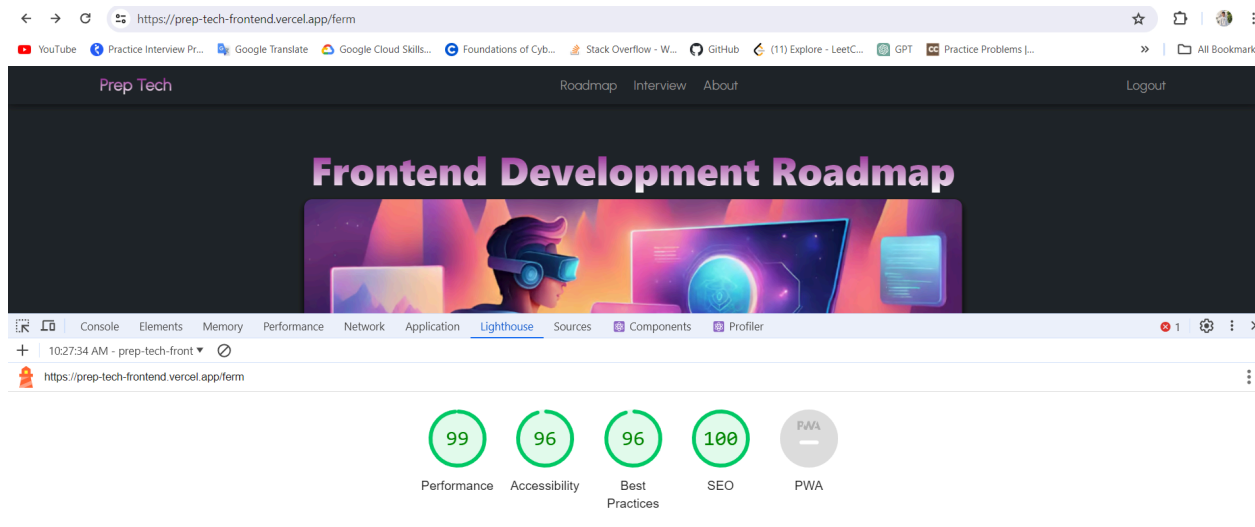 https://prep-tech-frontend.vercel.app/ferm
YouTube Practice Interview Pr... Google Translate Google Cloud Skills... Foundations of Cyb... Stack Overflow - W... GitHub (11) Explore - LeetC... GPT CC Practice Problems |... » All Bookmark
Prep Tech Roadmap Interview About Logout
Frontend Development Roadmap
Console Elements Memory Performance Network Application Lighthouse Sources Components Profiler 1
10:27:34 AM - prep-tech-front
https://prep-tech-frontend.vercel.app/ferm
99 96 96 100 PWA
Performance Accessibility Best SEO PWA
Practices